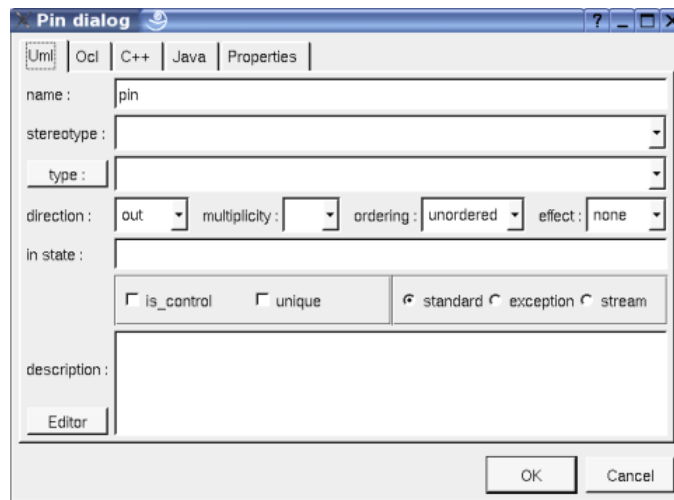 Pin dialog
Uml Ocl C++ Java Properties
name : pin
stereotype :
type :
direction : out multiplicity : ordering : unordered effect : none
in state :
is_control unique standard exception stream
description :
Editor
OK Cancel